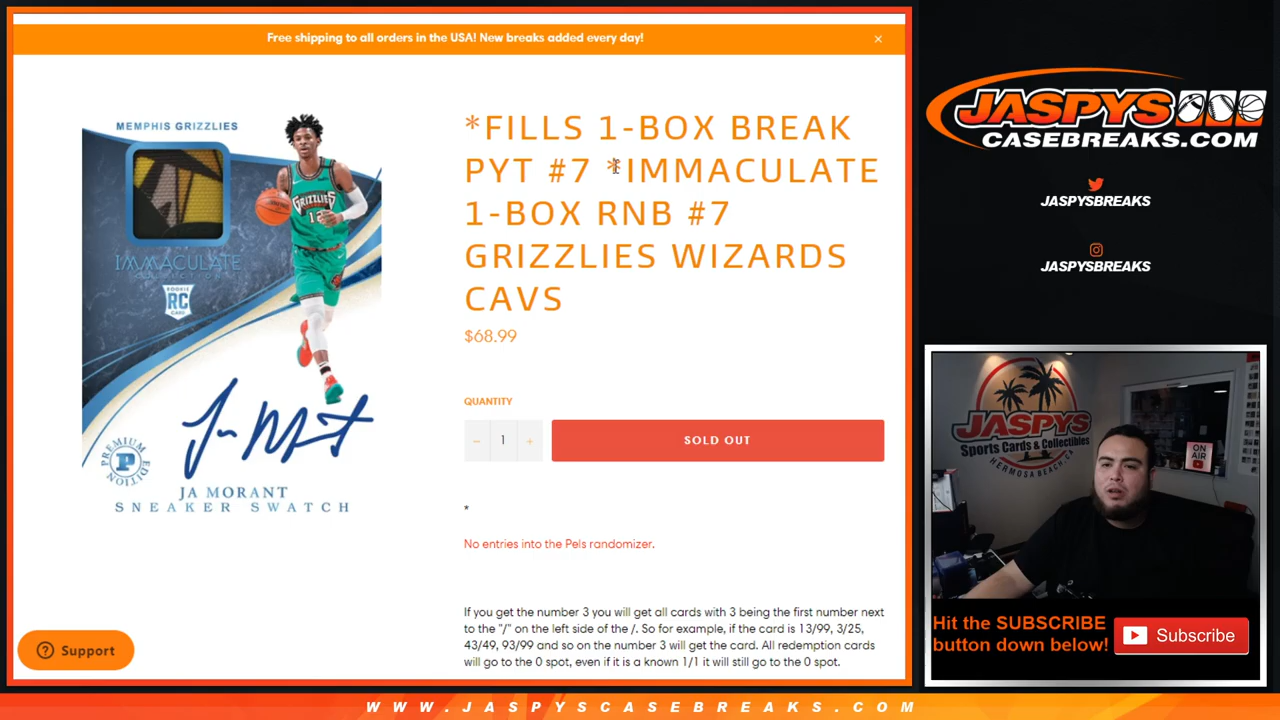 Free shipping to all orders in the USA! New breaks added every day!
×
MEMPHIS GRIZZLIES
GRIZZLIES
12
IMMACULATE
COLLECTION
ROOKIE
RC
CARD
Ja Morant
PREMIUM
P
EDITION
JA MORANT
SNEAKER SWATCH
*FILLS 1-BOX BREAK
PYT #7 *IMMACULATE
1-BOX RNB #7
GRIZZLIES WIZARDS
CAVS
$68.99
QUANTITY
− 1 +
SOLD OUT
*
No entries into the Pels randomizer.
If you get the number 3 you will get all cards with 3 being the first number next
to the "/" on the left side of the /. So for example, if the card is 13/99, 3/25,
43/49, 93/99 and so on the number 3 will get the card. All redemption cards
will go to the 0 spot, even if it is a known 1/1 it will still go to the 0 spot.
Support
JASPYS
CASEBREAKS.COM
JASPYSBREAKS
JASPYSBREAKS
JASPYS
Sports Cards & Collectibles
HERMOSA BEACH, CA
ON
AIR
Hit the SUBSCRIBE
button down below!
Subscribe
WWW.JASPYSCASEBREAKS.COM